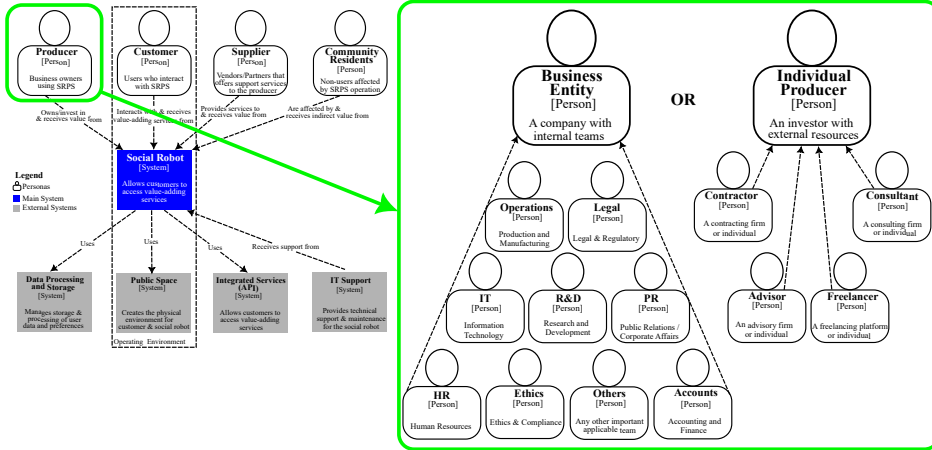 Producer
[Person]
Business owners
using SRPS
Customer
[Person]
Users who interact
with SRPS
Supplier
[Person]
Vendors/Partners that
offers support services
to the producer
Community
Residents
[Person]
Non-users affected
by SRPS operation
Owns/invest in
& receives value from
Interacts with & receives
value-adding services from
Provides services to
& receives value from
Are affected by &
receives indirect value from
Social Robot
[System]
Allows customers to
access value-adding
services
Legend
Personas
Main System
External Systems
Uses
Uses
Uses
Receives support from
Data Processing
and Storage
[System]
Manages storage &
processing of user
data and preferences
Public Space
[System]
Creates the physical
environment for
customer & social robot
Operating Environment
Integrated Services
(API)
[System]
Allows customers to
access value-adding
services
IT Support
[System]
Provides technical
support & maintenance
for the social robot
Business
Entity
[Person]
A company with
internal teams
OR
Individual
Producer
[Person]
An investor with
external resources
Operations
[Person]
Production and
Manufacturing
Legal
[Person]
Legal & Regulatory
Contractor
[Person]
A contracting firm
or individual
Consultant
[Person]
A consulting firm
or individual
IT
[Person]
Information
Technology
R&D
[Person]
Research and
Development
PR
[Person]
Public Relations /
Corporate Affairs
Advisor
[Person]
An advisory firm
or individual
Freelancer
[Person]
A freelancing platform
or individual
HR
[Person]
Human Resources
Ethics
[Person]
Ethics & Compliance
Others
[Person]
Any other important
applicable team
Accounts
[Person]
Accounting and
Finance